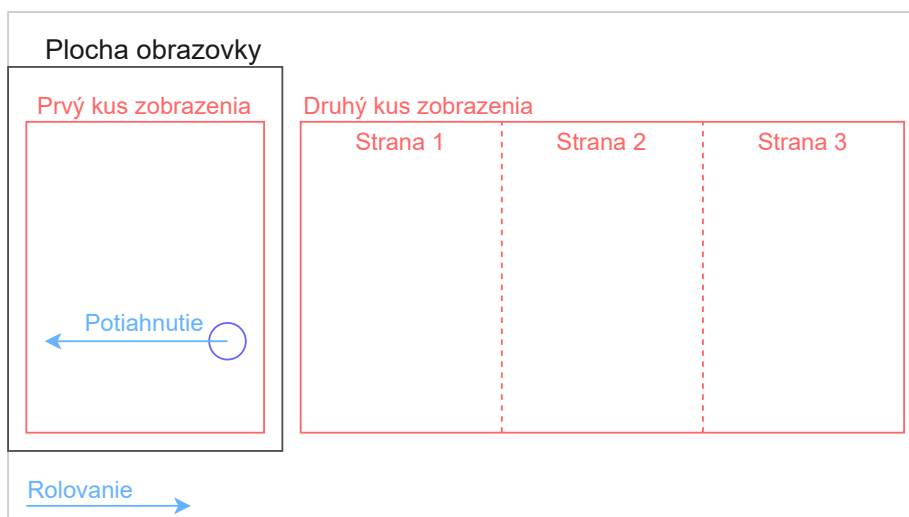 Plocha obrazovky
Prvý kus zobrazenia
Druhý kus zobrazenia
Strana 1
Strana 2
Strana 3
Potiahnutie
Rolovanie